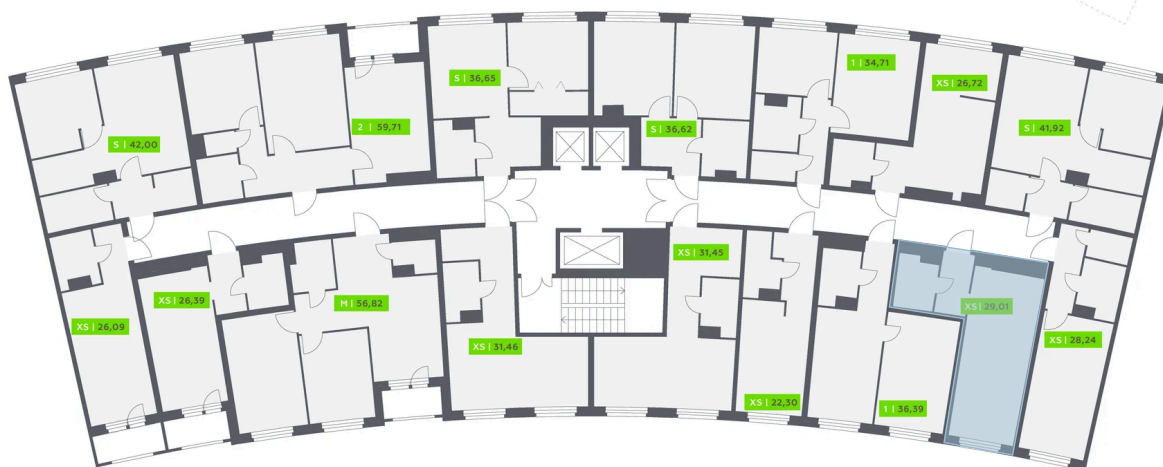 S | 36,65
1 | 34,71
XS | 26,72
2 | 59,71
S | 36,62
S | 41,92
S | 42,00
XS | 31,45
XS | 26,39
M | 56,82
XS | 29,01
XS | 26,09
XS | 31,46
XS | 28,24
XS | 22,30
1 | 36,39